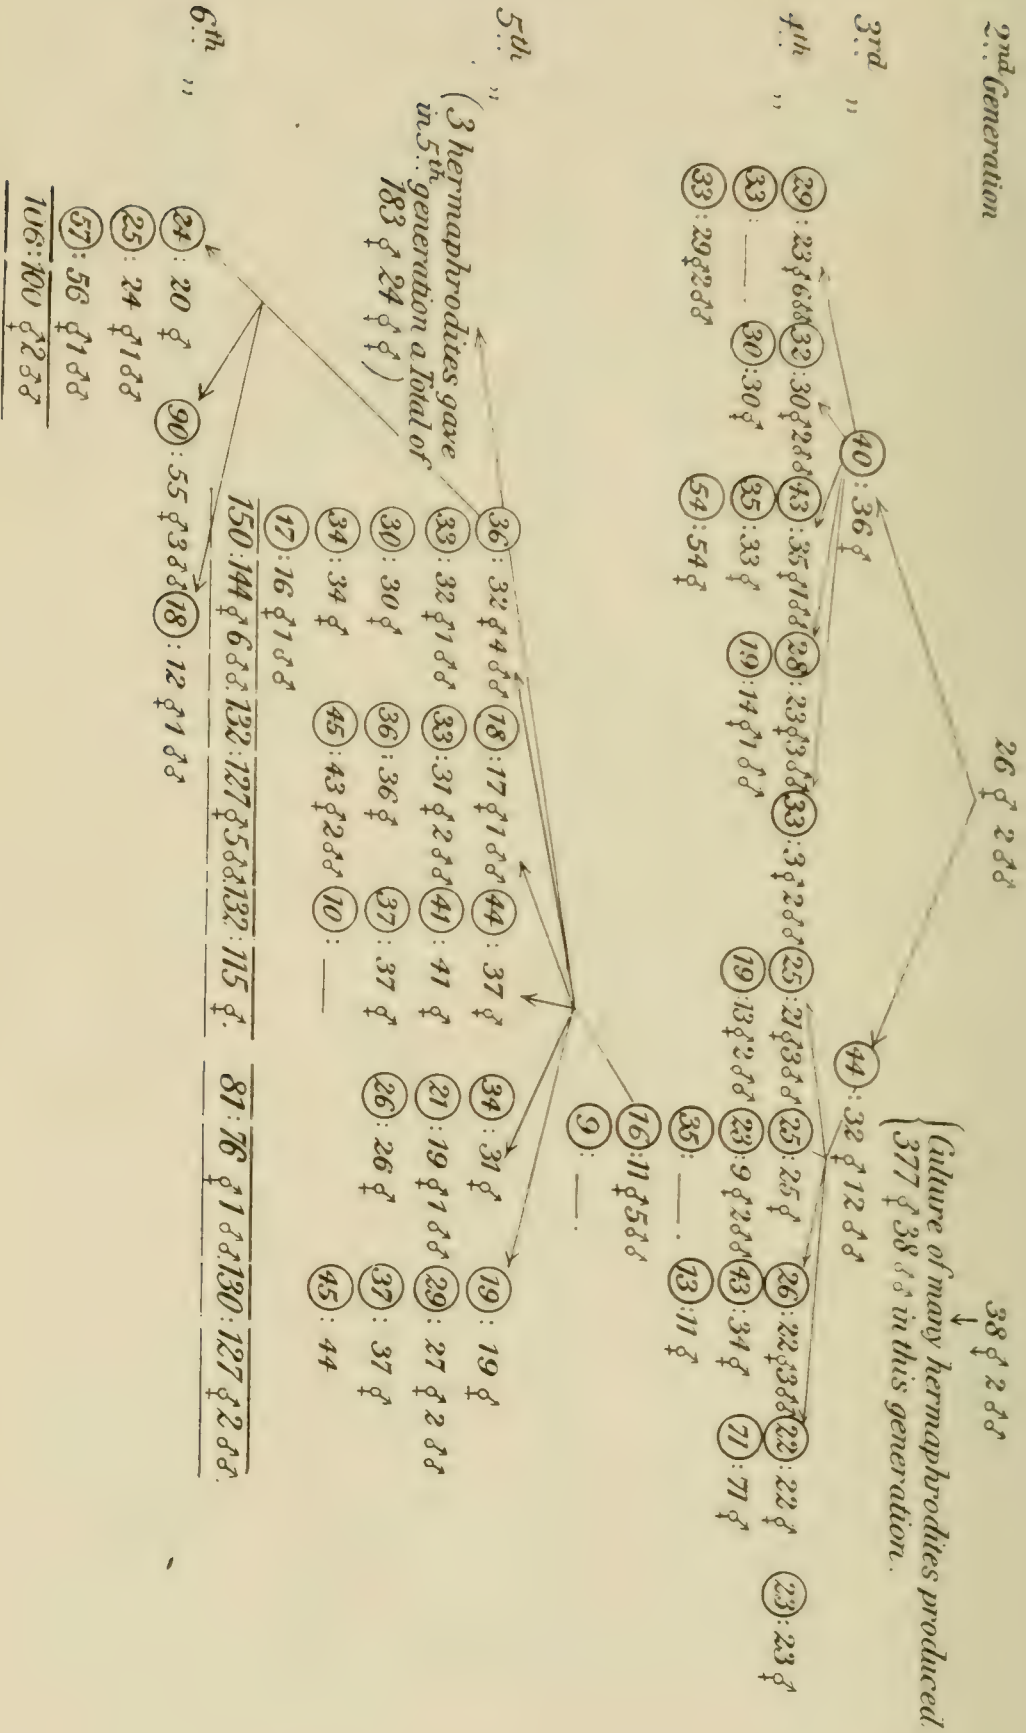 2nd Generation 26 ⚥ 2 ♂♂ 38 ⚥ 2 ♂♂
{Culture of many hermaphrodites produced
377 ⚥ 38 ♂♂ in this generation.
3rd " 40 : 36 ⚥ 44 : 32 ⚥ 12 ♂♂
4th " 29 : 23 ⚥ 6 ♂♂ 32 : 30 ⚥ 2 ♂♂ 43 : 35 ⚥ 1 ♂♂ 28 : 23 ⚥ 3 ♂♂ 33 : 3 ⚥ 2 ♂♂ 25 : 21 ⚥ 3 ♂♂ 25 : 25 ⚥ 26 : 22 ⚥ 3 ♂♂ 22 : 22 ⚥ 23 : 23 ⚥
33 : —. 30 : 30 ⚥ 35 : 33 ⚥ 19 : 14 ⚥ 1 ♂♂ 19 : 13 ⚥ 2 ♂♂ 23 : 9 ⚥ 2 ♂♂ 43 : 34 ⚥ 71 : 71 ⚥
33 : 29 ⚥ 2 ♂♂ 54 : 54 ⚥ 35 : —. 13 : 11 ⚥
16 : 11 ⚥ 5 ♂♂
9 : —.
5th " (3 hermaphrodites gave
in 5th generation a Total of
183 ⚥ 24 ⚥ ⚥)
36 : 32 ⚥ 4 ♂♂ 18 : 17 ⚥ 1 ♂♂ 44 : 37 ⚥ 34 : 31 ⚥ 19 : 19 ⚥
33 : 32 ⚥ 1 ♂♂ 33 : 31 ⚥ 2 ♂♂ 41 : 41 ⚥ 21 : 19 ⚥ 1 ♂♂ 29 : 27 ⚥ 2 ♂♂
30 : 30 ⚥ 36 : 36 ⚥ 37 : 37 ⚥ 26 : 26 ⚥ 37 : 37 ⚥
34 : 34 ⚥ 45 : 43 ⚥ 2 ♂♂ 10 : — 45 : 44
17 : 16 ⚥ 1 ♂♂
150 : 144 ⚥ 6 ♂♂. 132 : 127 ⚥ 5 ♂♂. 132 : 115 ⚥. 81 : 76 ⚥ 1 ♂♂. 130 : 127 ⚥ 2 ♂♂.
6th " 24 : 20 ⚥ 90 : 55 ⚥ 3 ♂♂ 18 : 12 ⚥ 1 ♂♂
25 : 24 ⚥ 1 ♂♂
57 : 56 ⚥ 1 ♂♂
106 : 100 ⚥ 2 ♂♂